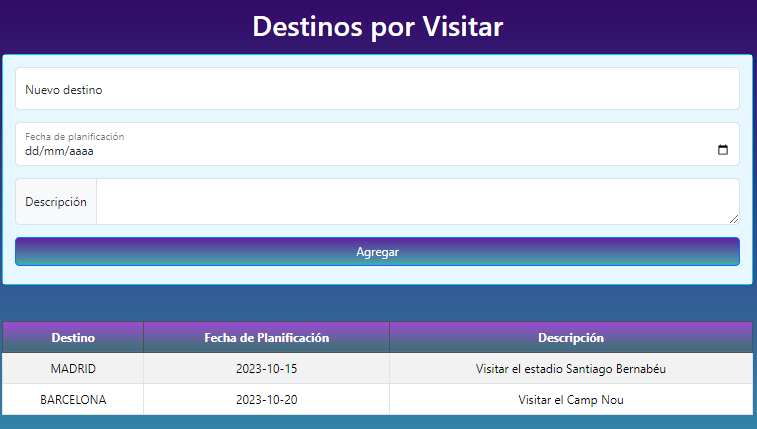 Destinos por Visitar
Nuevo destino
Fecha de planificación
dd/mm/aaaa
Descripción
Agregar
Destino Fecha de Planificación Descripción
MADRID 2023-10-15 Visitar el estadio Santiago Bernabéu
BARCELONA 2023-10-20 Visitar el Camp Nou